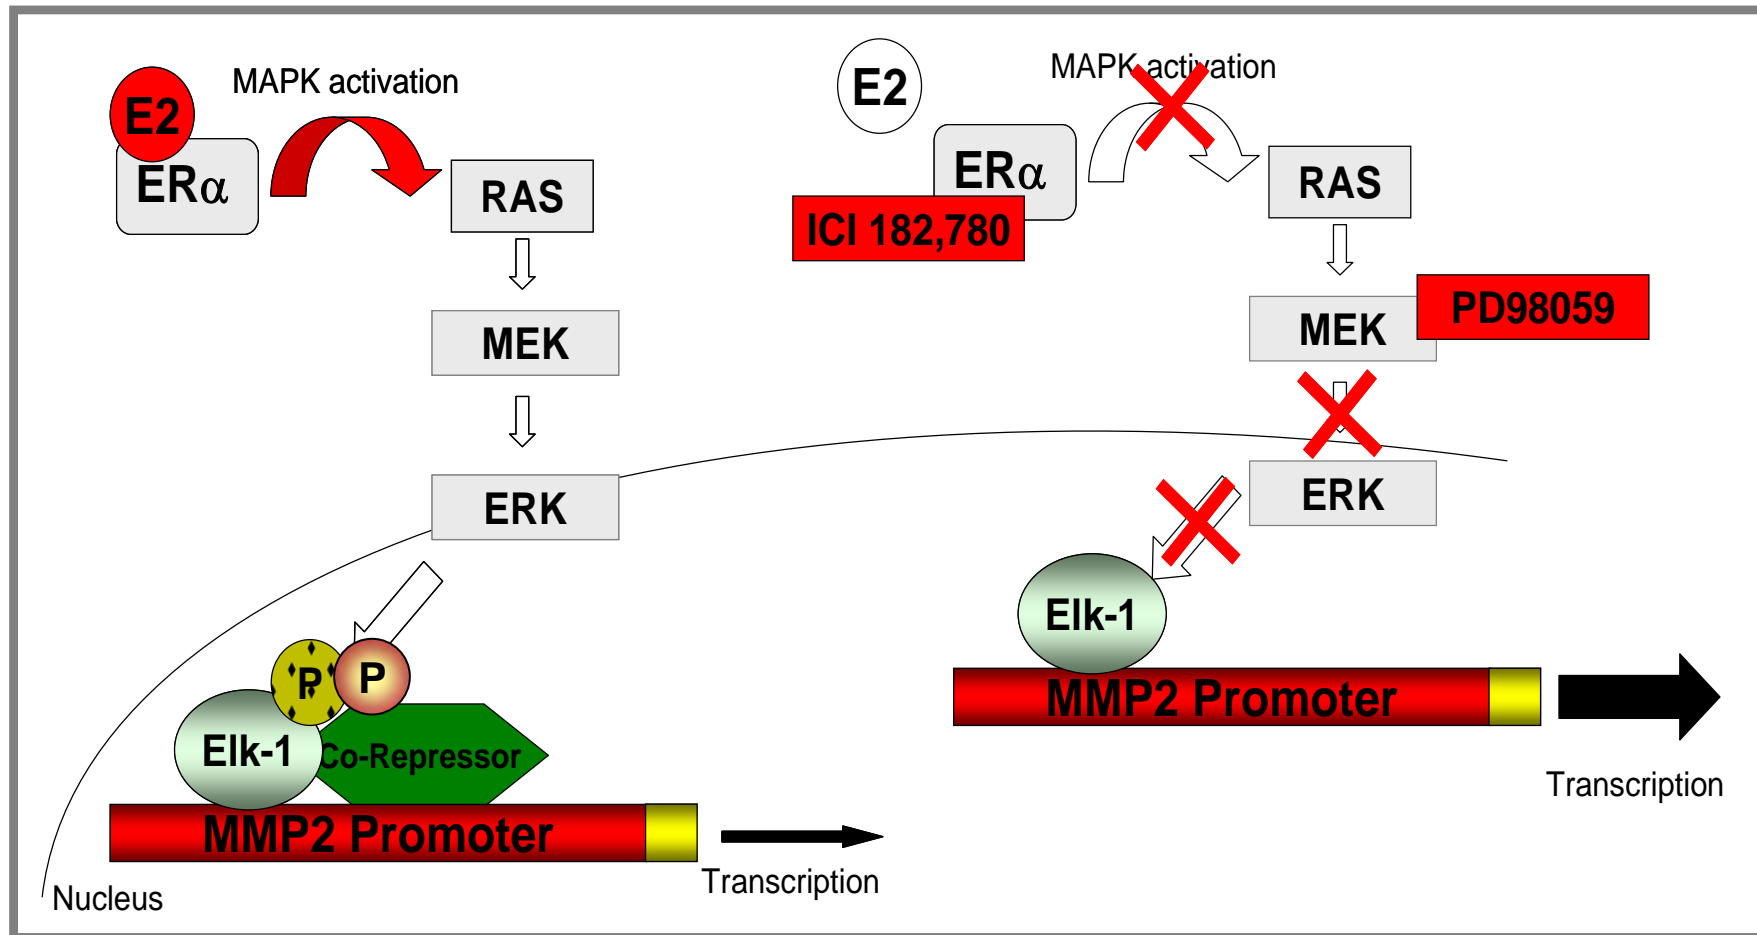 MAPK activation
E2
ERα
RAS
MEK
ERK
P
P
Elk-1
Co-Repressor
MMP2 Promoter
Transcription
Nucleus
MAPK activation
E2
ERα
ICI 182,780
RAS
MEK
PD98059
ERK
Elk-1
MMP2 Promoter
Transcription